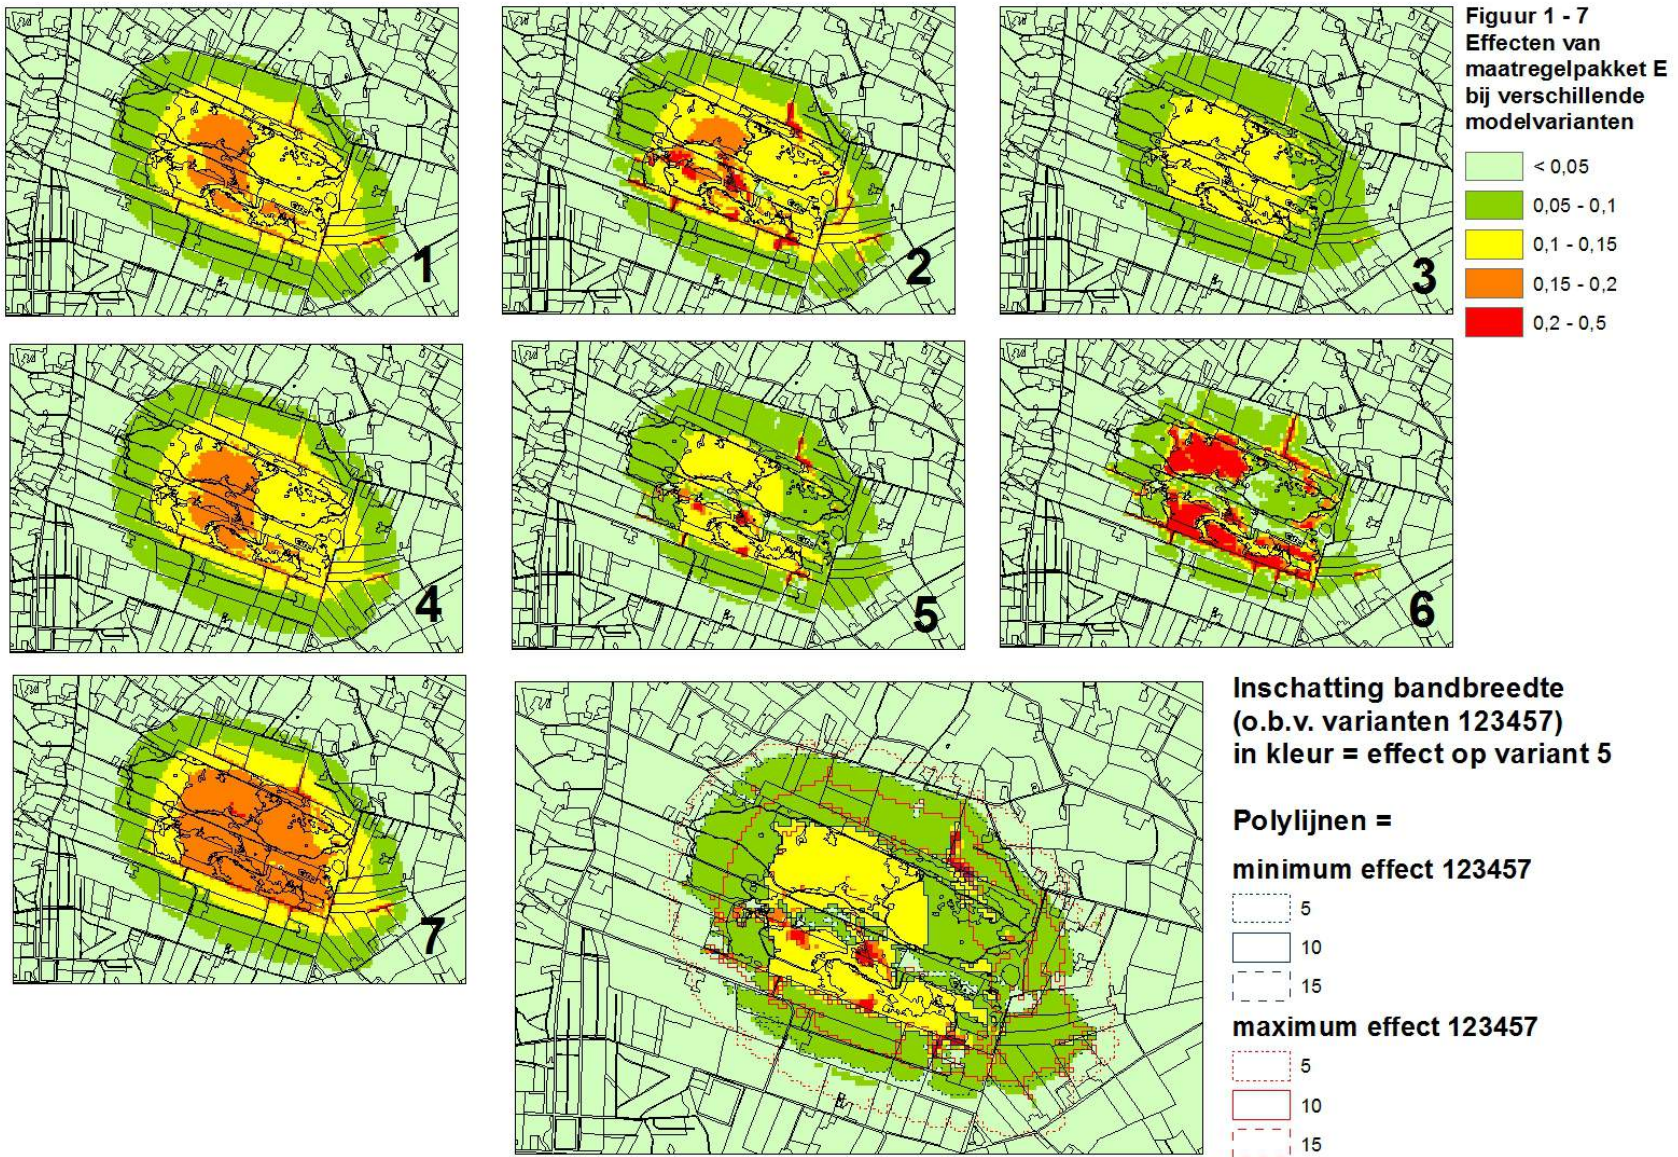 Figuur 1 - 7
Effecten van
maatregelpakket E
bij verschillende
modelvarianten
< 0,05
0,05 - 0,1
0,1 - 0,15
0,15 - 0,2
0,2 - 0,5
1
2
3
4
5
6
7
Inschatting bandbreedte
(o.b.v. varianten 123457)
in kleur = effect op variant 5
Polylijnen =
minimum effect 123457
5
10
15
maximum effect 123457
5
10
15